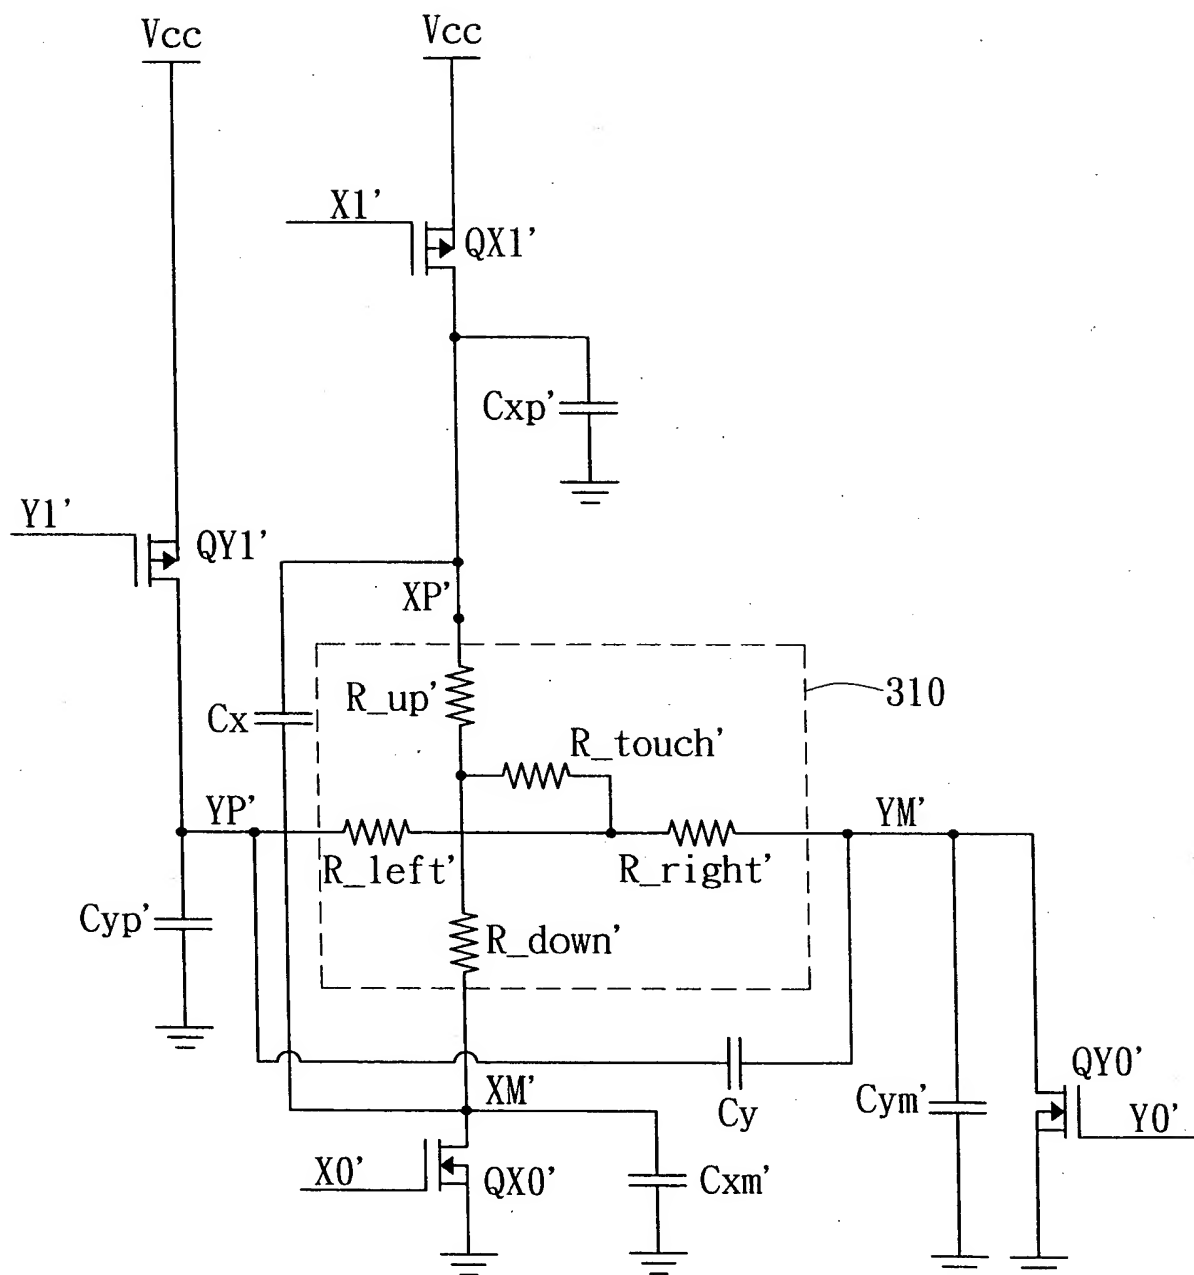 Vcc
Vcc
X1'
QX1'
Cxp'
Y1'
QY1'
XP'
R_up'
310
Cx
R_touch'
YP'
YM'
R_left'
R_right'
Cyp'
R_down'
QY0'
XM'
Cy
Cym'
Y0'
X0'
QX0'
Cxm'